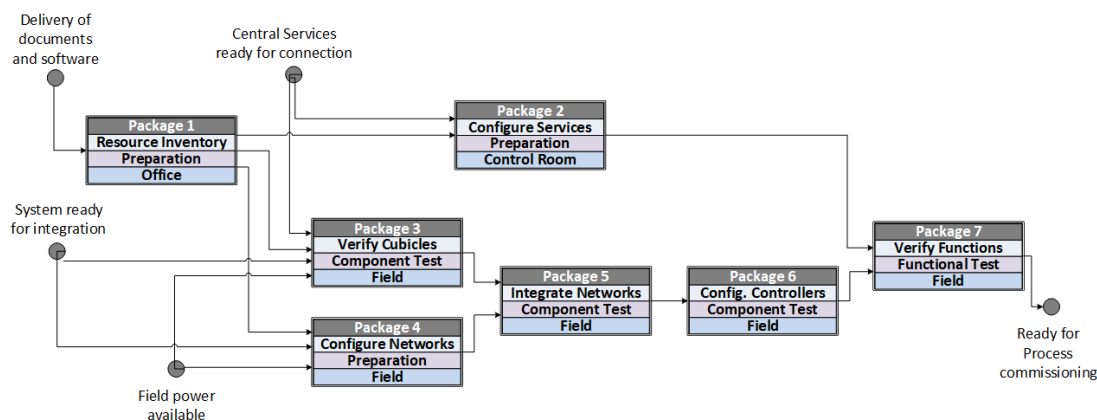 Delivery of
documents
and software
Central Services
ready for connection
Package 1
Resource Inventory
Preparation
Office
Package 2
Configure Services
Preparation
Control Room
System ready
for integration
Package 3
Verify Cubicles
Component Test
Field
Package 4
Configure Networks
Preparation
Field
Field power
available
Package 5
Integrate Networks
Component Test
Field
Package 6
Config. Controllers
Component Test
Field
Package 7
Verify Functions
Functional Test
Field
Ready for
Process
commissioning